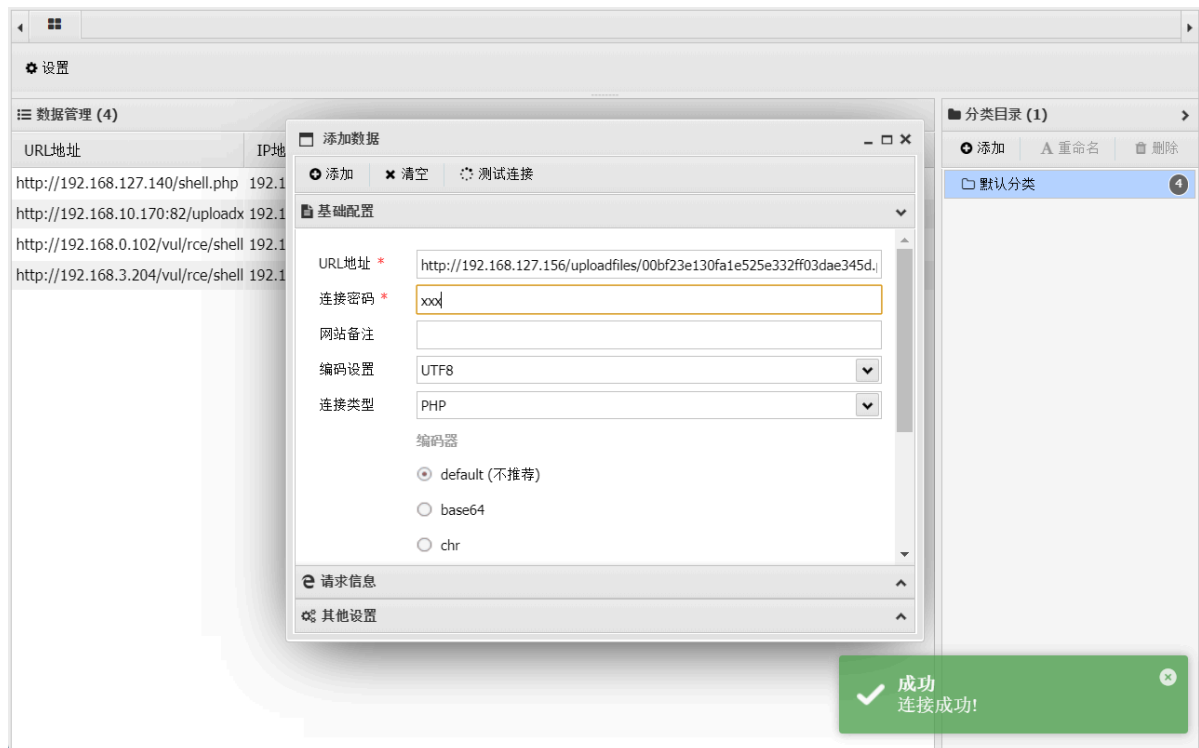 设置
数据管理 (4)
分类目录 (1)
URL地址
IP地
添加
重命名
删除
http://192.168.127.140/shell.php 192.1
http://192.168.10.170:82/uploadx 192.1
http://192.168.0.102/vul/rce/shell 192.1
http://192.168.3.204/vul/rce/shell 192.1
默认分类
4
添加数据
添加
清空
测试连接
基础配置
URL地址 *
http://192.168.127.156/uploadfiles/00bf23e130fa1e525e332ff03dae345d.
连接密码 *
xxx
网站备注
编码设置
UTF8
连接类型
PHP
编码器
default (不推荐)
base64
chr
请求信息
其他设置
成功
连接成功!